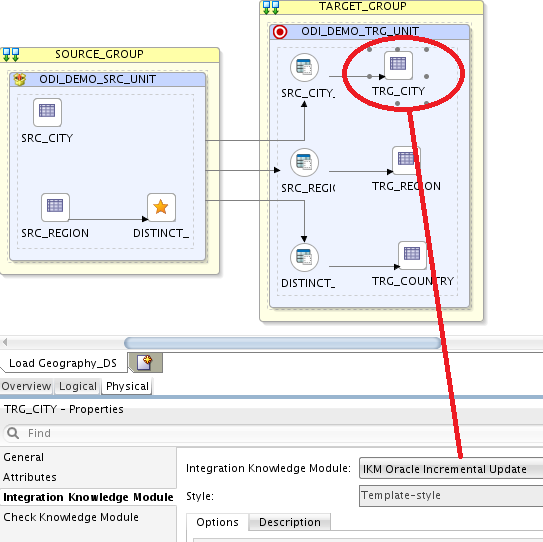 TARGET_GROUP
ODI_DEMO_TRG_UNIT
SOURCE_GROUP
ODI_DEMO_SRC_UNIT
SRC_CITY
SRC_REGION
DISTINCT_
SRC_CITY_
TRG_CITY
SRC_REGI
TRG_REGION
DISTINCT_
TRG_COUNTRY
Load Geography_DS
Overview Logical Physical
TRG_CITY - Properties
Find
General
Attributes
Integration Knowledge Module
Check Knowledge Module
Integration Knowledge Module: IKM Oracle Incremental Update
Style: Template-style
Options Description